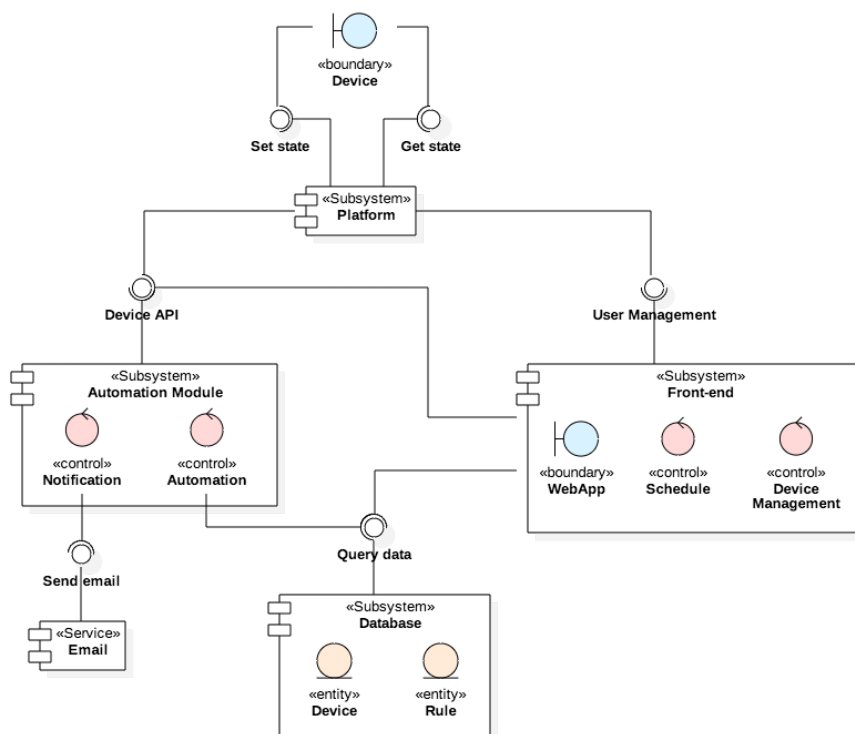 «boundary»
Device
Set state
Get state
«Subsystem»
Platform
Device API
User Management
«Subsystem»
Automation Module
«control»
Notification
«control»
Automation
«Subsystem»
Front-end
«boundary»
WebApp
«control»
Schedule
«control»
Device
Management
Send email
Query data
«Service»
Email
«Subsystem»
Database
«entity»
Device
«entity»
Rule